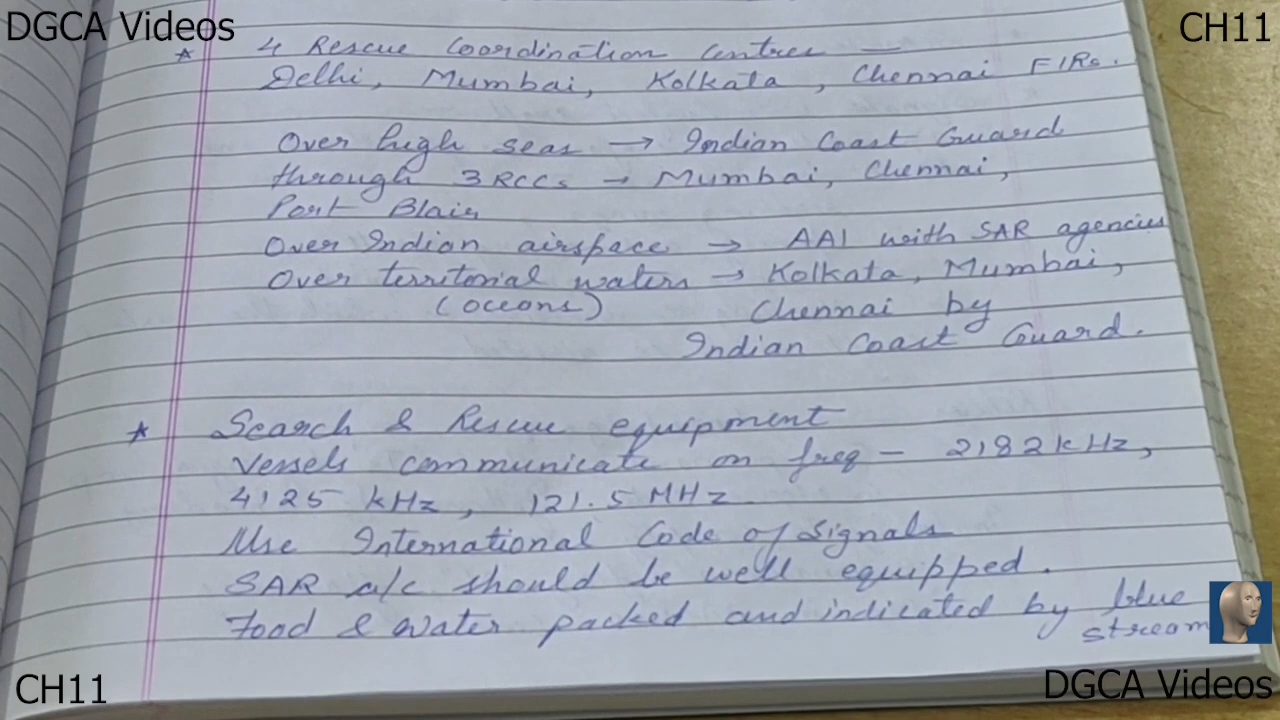 DGCA Videos
CH11
* 4 Rescue Coordination Centres —
Delhi, Mumbai, Kolkata, Chennai FIRs.
Over high seas → Indian Coast Guard
through 3 RCCs → Mumbai, Chennai,
Port Blair
Over Indian airspace → AAI with SAR agencies
Over territorial waters → Kolkata, Mumbai,
(oceans) Chennai by
Indian Coast Guard.
* Search & Rescue equipment
Vessels communicate on freq – 2182 kHz,
4125 kHz, 121.5 MHz
Use International Code of Signals
SAR a/c should be well equipped.
Food & water packed and indicated by blue
stream
CH11
DGCA Videos